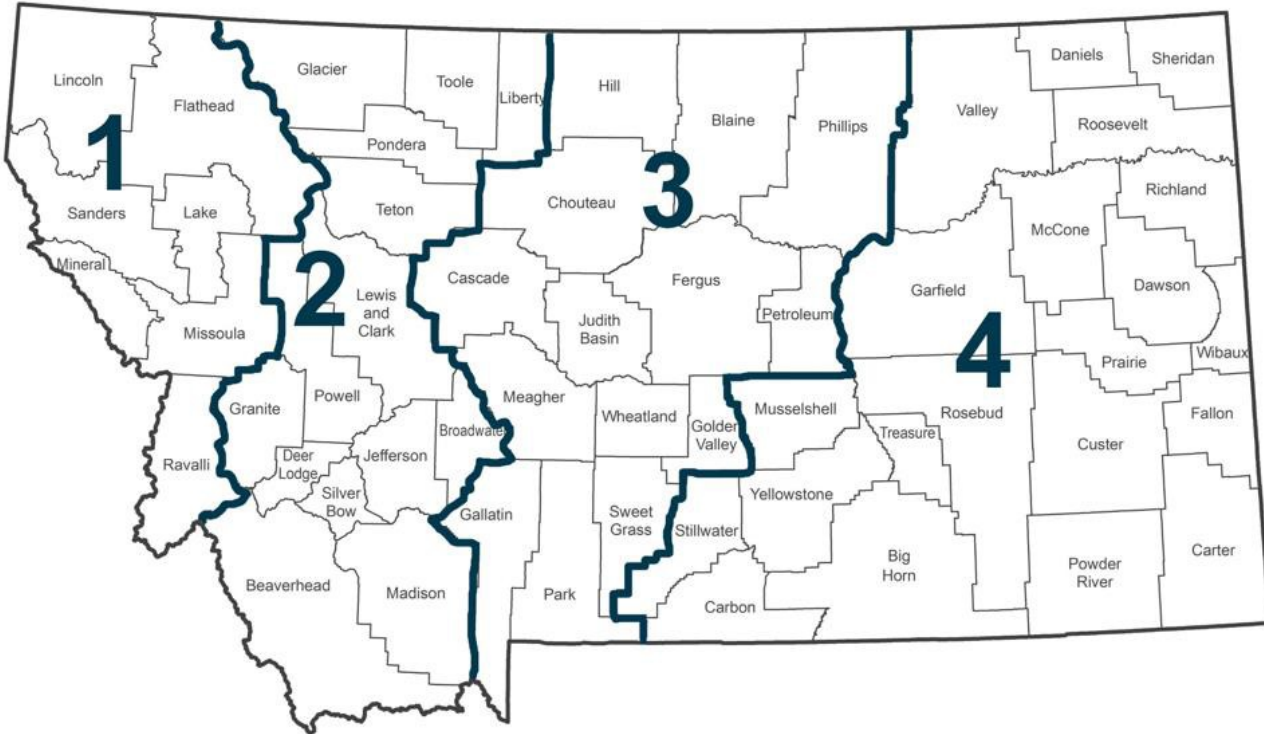 Lincoln
Flathead
Glacier
Toole
Liberty
Hill
Blaine
Phillips
Valley
Daniels
Sheridan
Roosevelt
1
Pondera
3
Sanders
Lake
Teton
Chouteau
McCone
Richland
Mineral
2
Lewis
and
Clark
Cascade
Fergus
Garfield
Dawson
Missoula
Judith
Basin
Petroleum
4
Prairie
Wibaux
Granite
Powell
Meagher
Wheatland
Golden
Valley
Musselshell
Rosebud
Treasure
Custer
Fallon
Broadwater
Ravalli
Deer
Lodge
Jefferson
Silver
Bow
Gallatin
Sweet
Grass
Stillwater
Yellowstone
Big
Horn
Powder
River
Carter
Beaverhead
Madison
Park
Carbon